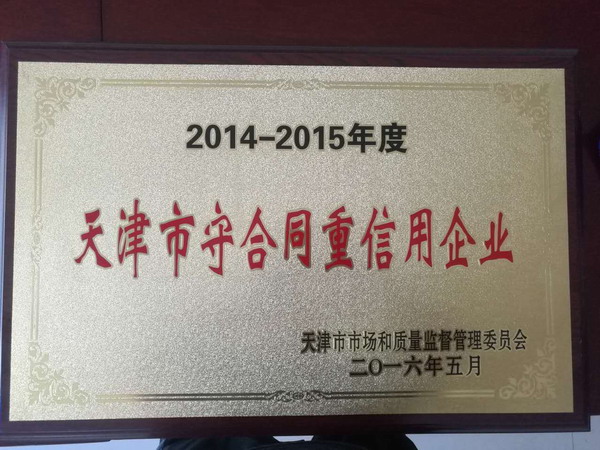 2014-2015年度
天津市守合同重信用企业
天津市市场和质量监督管理委员会
二〇一六年五月